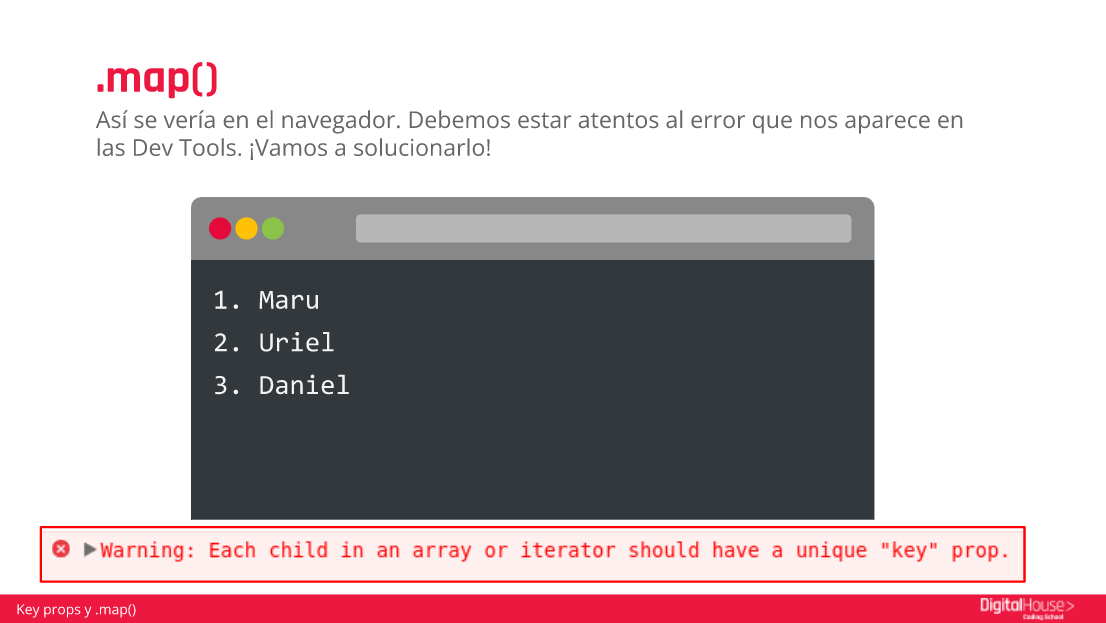 .map()
Así se vería en el navegador. Debemos estar atentos al error que nos aparece en
las Dev Tools. ¡Vamos a solucionarlo!
1. Maru
2. Uriel
3. Daniel
Warning: Each child in an array or iterator should have a unique "key" prop.
Key props y .map()
DigitalHouse>
Coding School